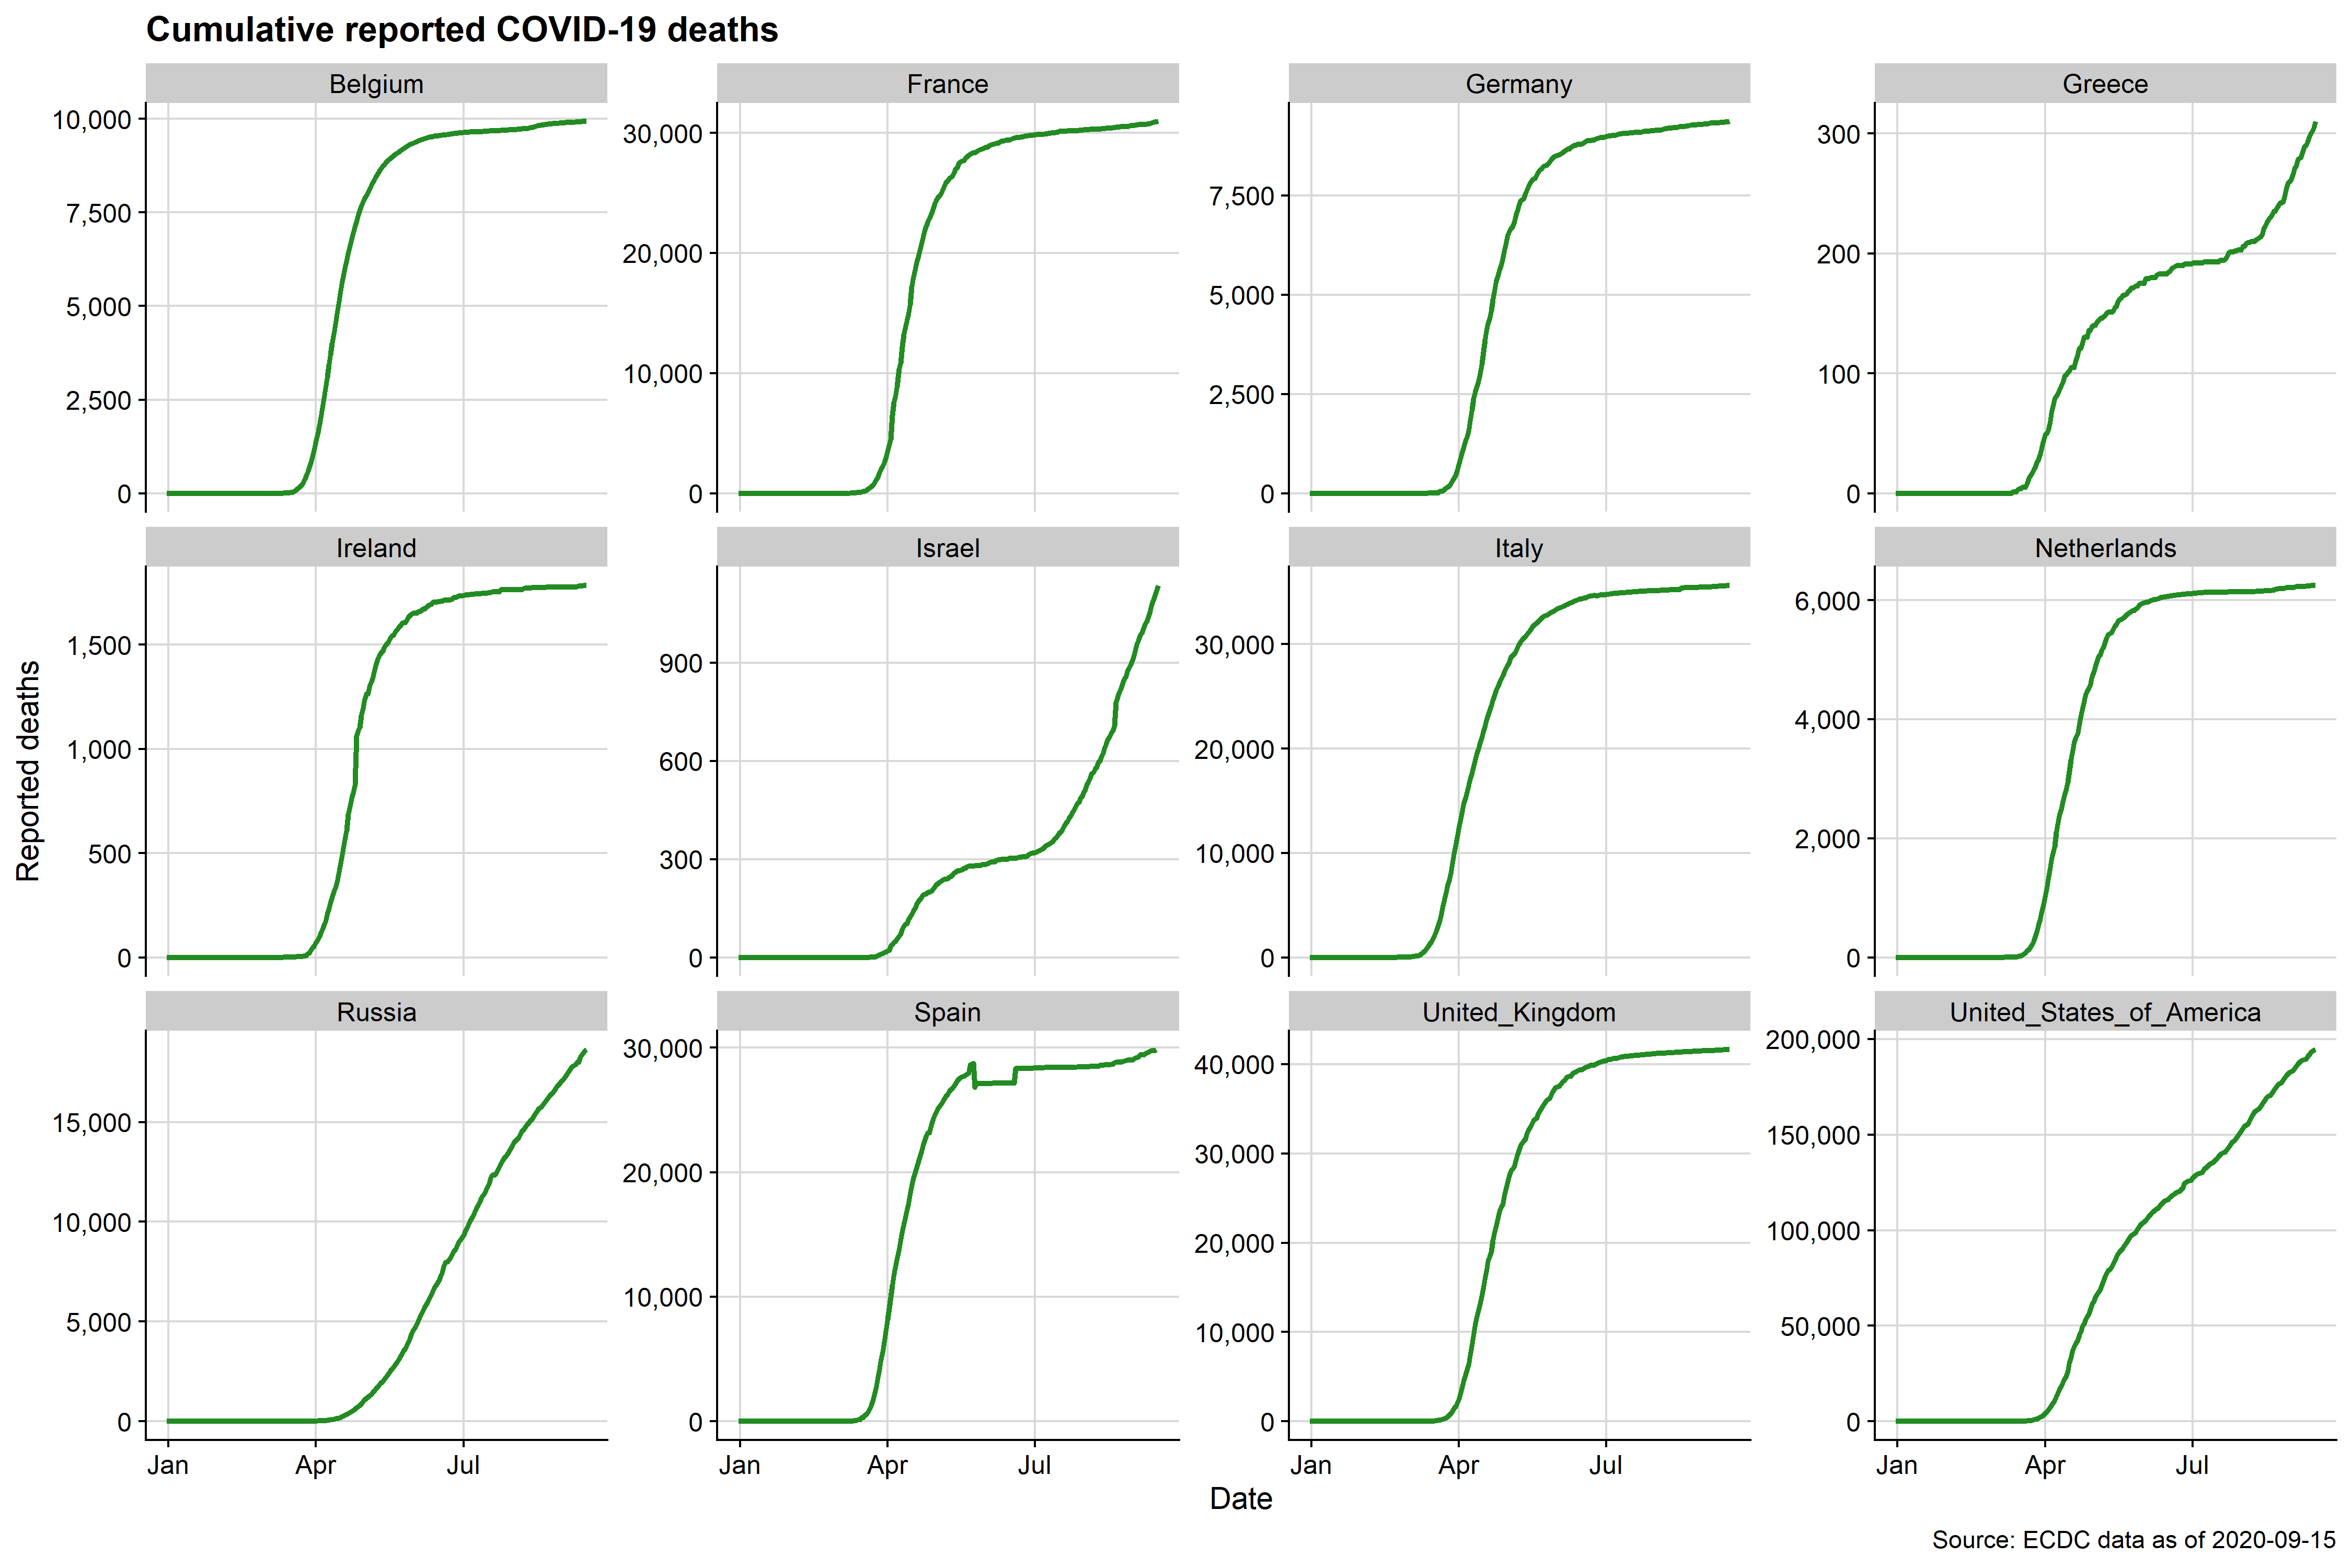 Cumulative reported COVID-19 deaths
Belgium
France
Germany
Greece
10,000
7,500
5,000
2,500
0
30,000
20,000
10,000
0
7,500
5,000
2,500
0
300
200
100
0
Ireland
Israel
Italy
Netherlands
1,500
1,000
500
0
900
600
300
0
30,000
20,000
10,000
0
6,000
4,000
2,000
0
Reported deaths
Russia
Spain
United_Kingdom
United_States_of_America
15,000
10,000
5,000
0
30,000
20,000
10,000
0
40,000
30,000
20,000
10,000
0
200,000
150,000
100,000
50,000
0
Jan Apr Jul
Jan Apr Jul
Jan Apr Jul
Jan Apr Jul
Date
Source: ECDC data as of 2020-09-15